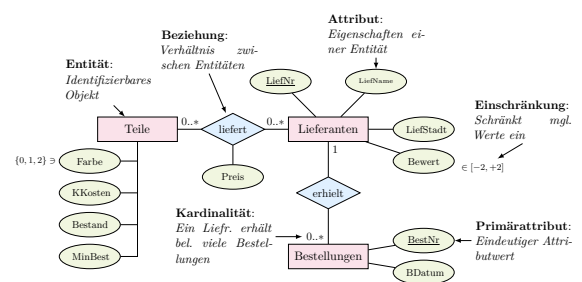 Attribut:
Eigenschaften ei-
ner Entität
Beziehung:
Verhältnis zwi-
schen Entitäten
Entität:
Identifizierbares
Objekt
LiefNr
LiefName
Einschränkung:
Schränkt mgl.
Werte ein
Teile
0..*
liefert
0..*
Lieferanten
LiefStadt
{0, 1, 2} ∋
Farbe
1
Bewert
∈ [−2, +2]
Preis
KKosten
erhielt
Kardinalität:
Ein Liefr. erhält
bel. viele Bestel-
lungen
Bestand
0..*
BestNr
Primärattribut:
Eindeutiger Attri-
butwert
MinBest
Bestellungen
BDatum